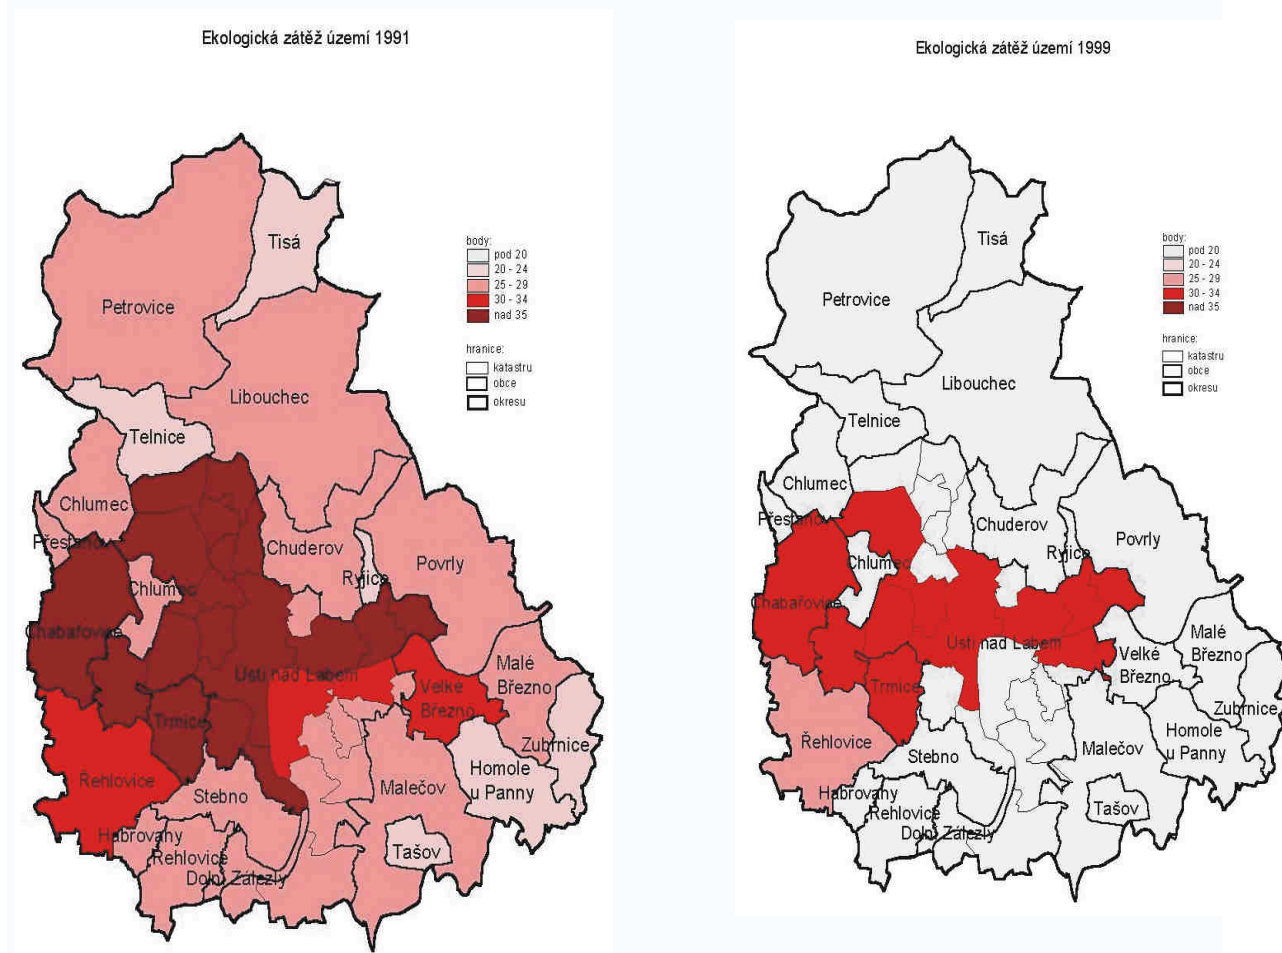 Ekologická zátěž území 1991
Tisá
body:
pod 20
20 - 24
25 - 29
30 - 34
nad 35
Petrovice
hranice:
katastru
obce
okresu
Libouchec
Telnice
Chlumec
Přestanov
Chuderov
Povrly
Ryjice
Chlumec
Chabařovice
Ústí nad Labem
Malé
Březno
Velké
Březno
Trmice
Zubrnice
Řehlovice
Stebno
Malečov
Homole
u Panny
Habrovany
Rehlovice
Tašov
Dolní Zálezly
Ekologická zátěž území 1999
Tisá
body:
pod 20
20 - 24
25 - 29
30 - 34
nad 35
Petrovice
hranice:
katastru
obce
okresu
Libouchec
Telnice
Chlumec
Přestanov
Chuderov
Povrly
Ryjice
Chlumec
Chabařovice
Ústí nad Labem
Malé
Březno
Velké
Březno
Trmice
Zubrnice
Řehlovice
Stebno
Malečov
Homole
u Panny
Habrovany
Rehlovice
Tašov
Dolní Zálezly